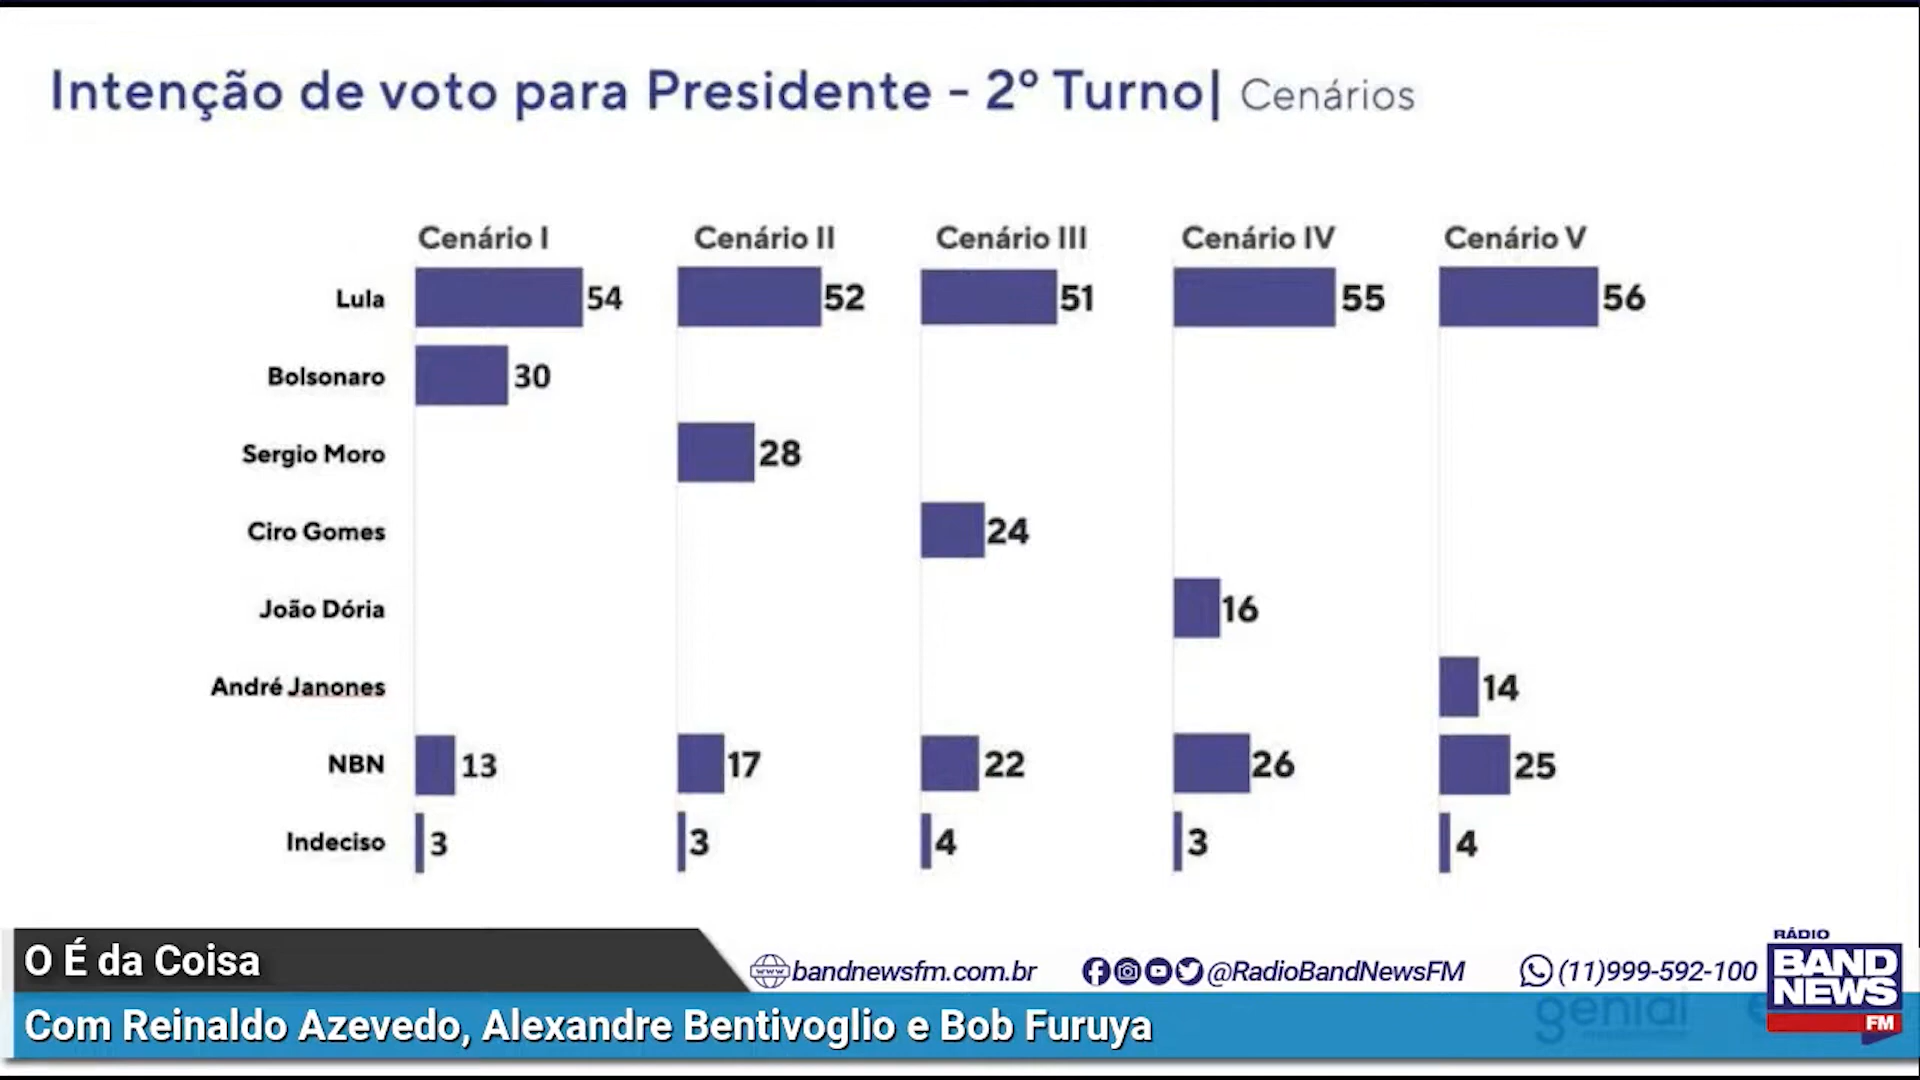 Intenção de voto para Presidente - 2º Turno| Cenários
Cenário I Cenário II Cenário III Cenário IV Cenário V
Lula 54 52 51 55 56
Bolsonaro 30
Sergio Moro 28
Ciro Gomes 24
João Dória 16
André Janones 14
NBN 13 17 22 26 25
Indeciso 3 3 4 3 4
O É da Coisa
bandnewsfm.com.br @RadioBandNewsFM (11)999-592-100
RÁDIO
BAND
NEWS
FM
genial
Com Reinaldo Azevedo, Alexandre Bentivoglio e Bob Furuya